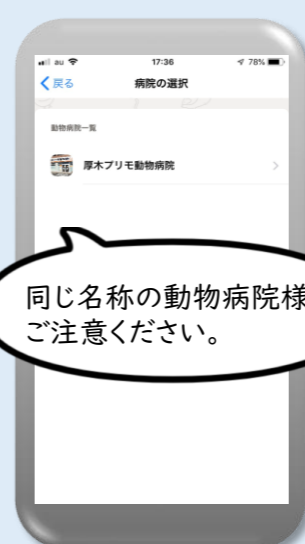 au 17:36 78%
戻る 病院の選択
動物病院一覧
厚木プリモ動物病院
同じ名称の動物病院様
ご注意ください。